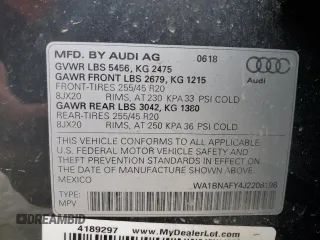 MFD. BY AUDI AG 0618
GVWR LBS 5456, KG 2475
GAWR FRONT LBS 2679, KG 1215
FRONT-TIRES 255/45 R20
8JX20 RIMS, AT 230 KPA 33 PSI COLD
GAWR REAR LBS 3042, KG 1380
REAR-TIRES 255/45 R20
8JX20 RIMS, AT 250 KPA 36 PSI COLD
Audi
THIS VEHICLE CONFORMS TO ALL APPLICABLE
U.S. FEDERAL MOTOR VEHICLE SAFETY
STANDARDS IN EFFECT ON THE
DATE OF MANUFACTURE SHOWN ABOVE.
MEXICO
TYPE:
MPV
4189297 MyDealerLot.com
DREAMBID